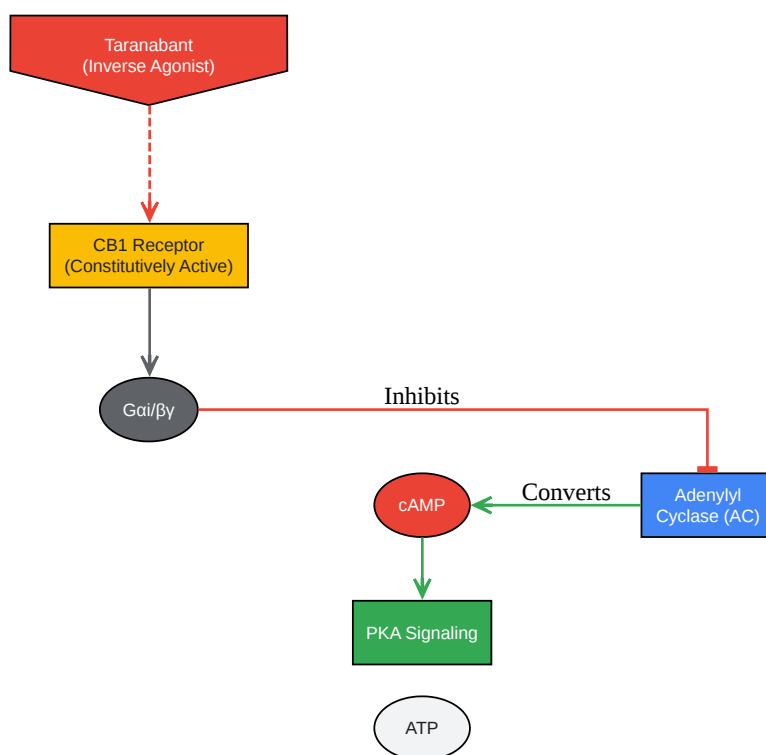 Taranabant
(Inverse Agonist)
CB1 Receptor
(Constitutively Active)
Gαi/βγ
Inhibits
cAMP
Converts
Adenylyl
Cyclase (AC)
PKA Signaling
ATP